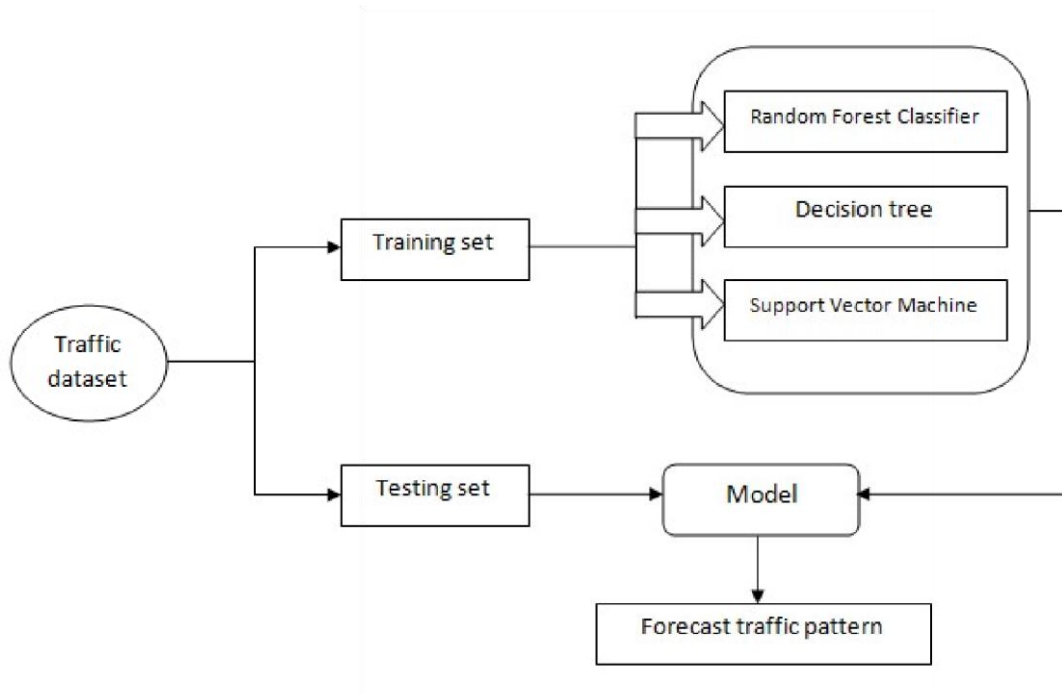 Random Forest Classifier
Decision tree
Training set
Support Vector Machine
Traffic
dataset
Testing set
Model
Forecast traffic pattern